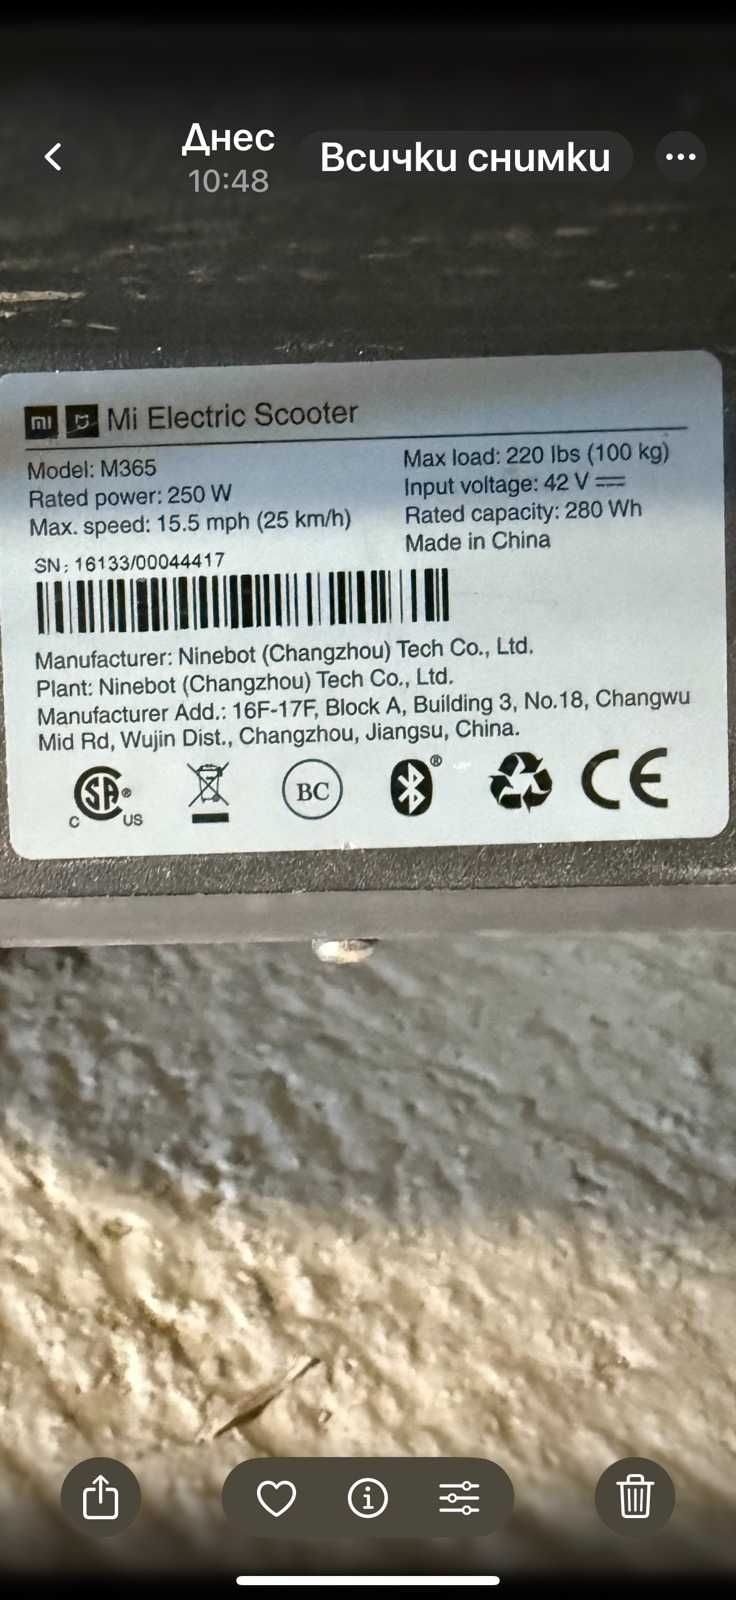 Днес
10:48
Всички снимки
mi Mi Electric Scooter
Model: M365
Rated power: 250 W
Max. speed: 15.5 mph (25 km/h)
Max load: 220 lbs (100 kg)
Input voltage: 42 V
Rated capacity: 280 Wh
Made in China
SN: 16133/00044417
Manufacturer: Ninebot (Changzhou) Tech Co., Ltd.
Plant: Ninebot (Changzhou) Tech Co., Ltd.
Manufacturer Add.: 16F-17F, Block A, Building 3, No.18, Changwu
Mid Rd, Wujin Dist., Changzhou, Jiangsu, China.
C SA® US
BC
®
CE